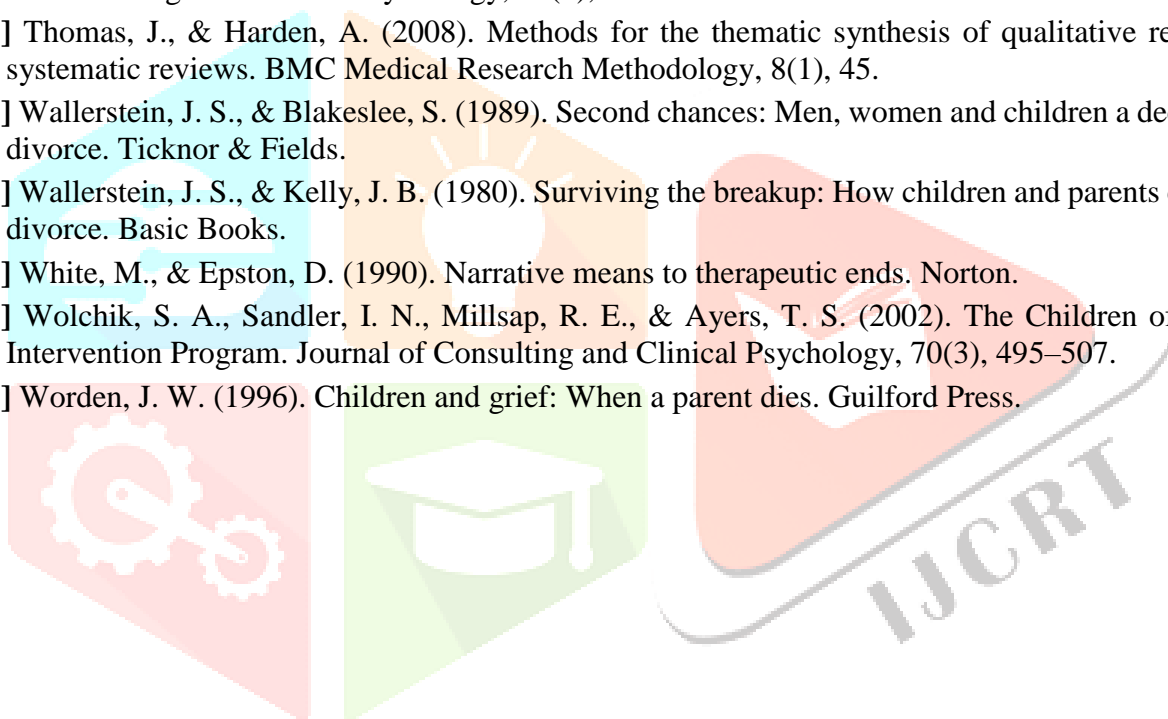 ] Thomas, J., & Harden, A. (2008). Methods for the thematic synthesis of qualitative re
systematic reviews. BMC Medical Research Methodology, 8(1), 45.
] Wallerstein, J. S., & Blakeslee, S. (1989). Second chances: Men, women and children a de
divorce. Ticknor & Fields.
] Wallerstein, J. S., & Kelly, J. B. (1980). Surviving the breakup: How children and parents
divorce. Basic Books.
] White, M., & Epston, D. (1990). Narrative means to therapeutic ends. Norton.
] Wolchik, S. A., Sandler, I. N., Millsap, R. E., & Ayers, T. S. (2002). The Children of
Intervention Program. Journal of Consulting and Clinical Psychology, 70(3), 495–507.
] Worden, J. W. (1996). Children and grief: When a parent dies. Guilford Press.
IJCRT